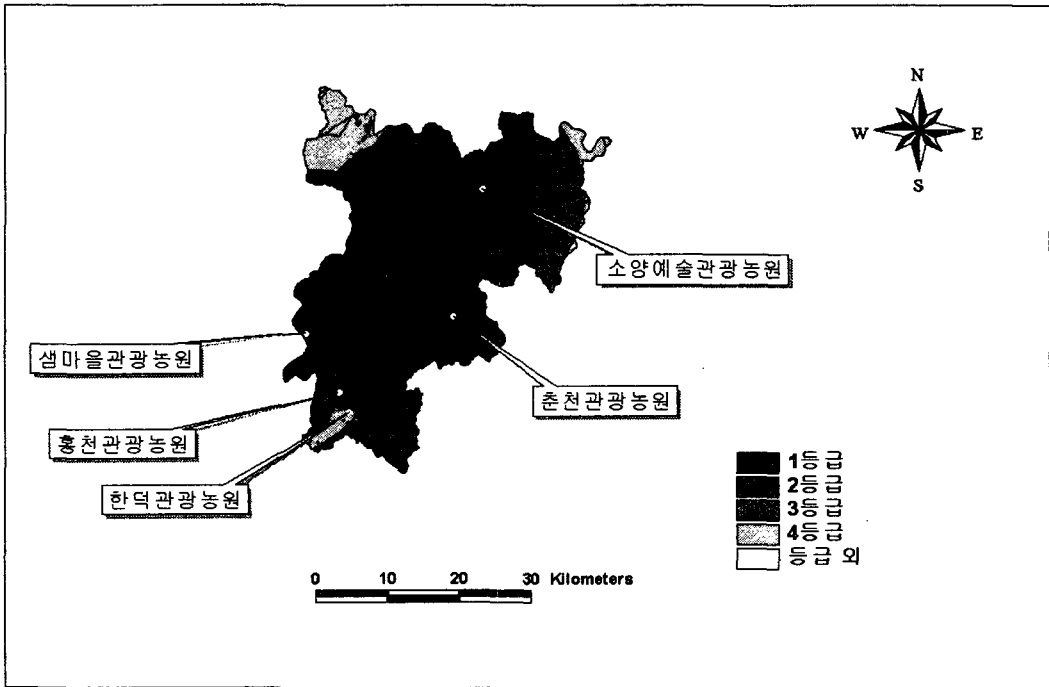 N
W E
S
소양예술관광농원
샘마을관광농원
춘천관광농원
홍천관광농원
한덕관광농원
1등급
2등급
3등급
4등급
등급 외
0 10 20 30 Kilometers